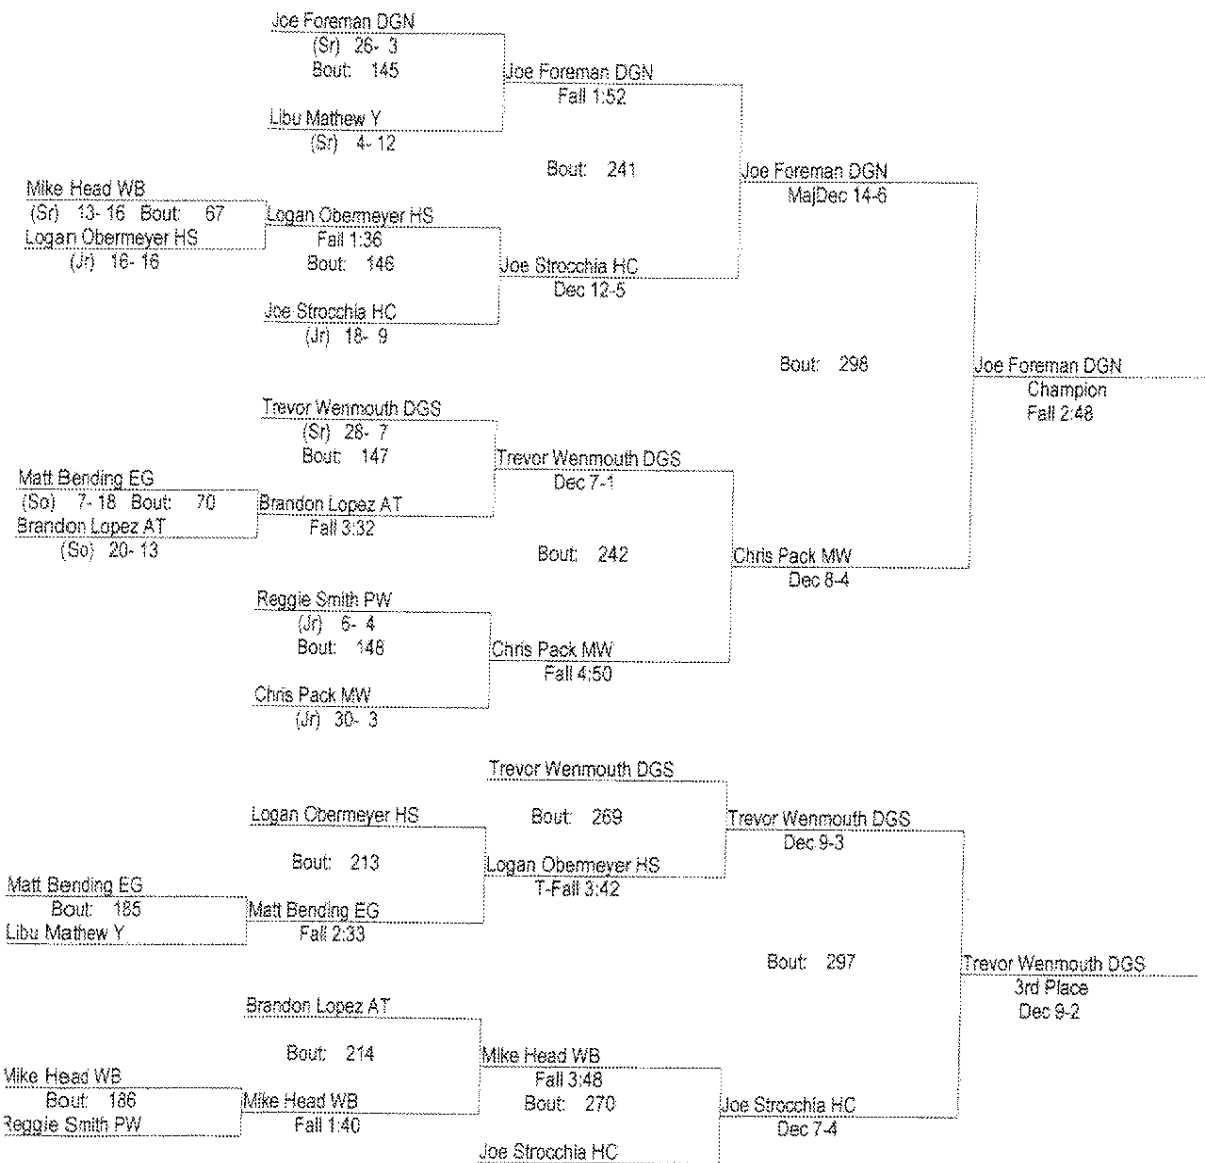 Joe Foreman DGN
(Sr) 26- 3
Bout: 145
Joe Foreman DGN
Fall 1:52
Libu Mathew Y
(Sr) 4- 12
Bout: 241
Joe Foreman DGN
MajDec 14-6
Mike Head WB
(Sr) 13- 16 Bout: 67
Logan Obermeyer HS
Logan Obermeyer HS
Fall 1:36
(Jr) 16- 16
Bout: 146
Joe Strocchia HC
Dec 12-5
Joe Strocchia HC
(Jr) 18- 9
Bout: 298
Joe Foreman DGN
Champion
Fall 2:48
Trevor Wenmouth DGS
(Sr) 28- 7
Bout: 147
Trevor Wenmouth DGS
Dec 7-1
Matt Bending EG
(So) 7- 18 Bout: 70
Brandon Lopez AT
Brandon Lopez AT
Fall 3:32
(So) 20- 13
Bout: 242
Chris Pack MW
Dec 8-4
Reggie Smith PW
(Jr) 6- 4
Bout: 148
Chris Pack MW
Fall 4:50
Chris Pack MW
(Jr) 30- 3
Trevor Wenmouth DGS
Logan Obermeyer HS
Bout: 269
Trevor Wenmouth DGS
Dec 9-3
Bout: 213
Logan Obermeyer HS
T-Fall 3:42
Matt Bending EG
Bout: 185
Matt Bending EG
Fall 2:33
Libu Mathew Y
Bout: 297
Trevor Wenmouth DGS
3rd Place
Dec 9-2
Brandon Lopez AT
Bout: 214
Mike Head WB
Fall 3:48
Mike Head WB
Bout: 186
Mike Head WB
Fall 1:40
Bout: 270
Joe Strocchia HC
Dec 7-4
Reggie Smith PW
Joe Strocchia HC